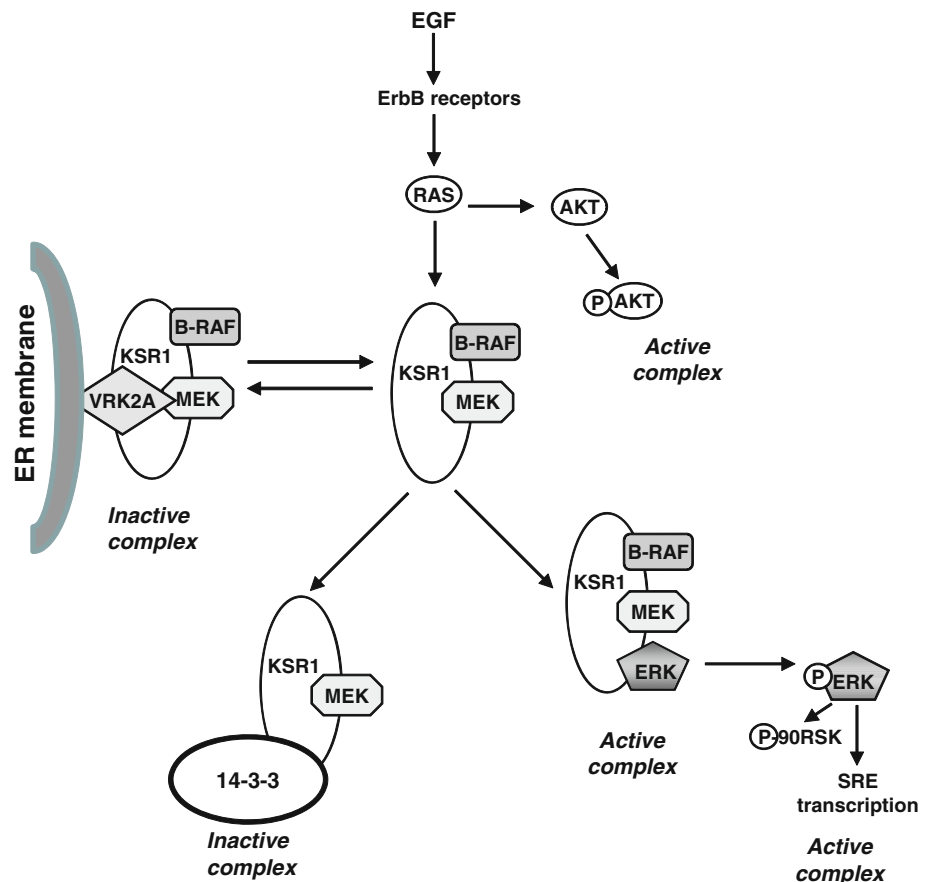 EGF
ErbB receptors
RAS
AKT
P AKT
Active
complex
ER membrane
B-RAF
KSR1
VRK2A
MEK
Inactive
complex
B-RAF
KSR1
MEK
B-RAF
KSR1
MEK
ERK
Active
complex
P ERK
P-90RSK
SRE
transcription
Active
complex
KSR1
MEK
14-3-3
Inactive
complex